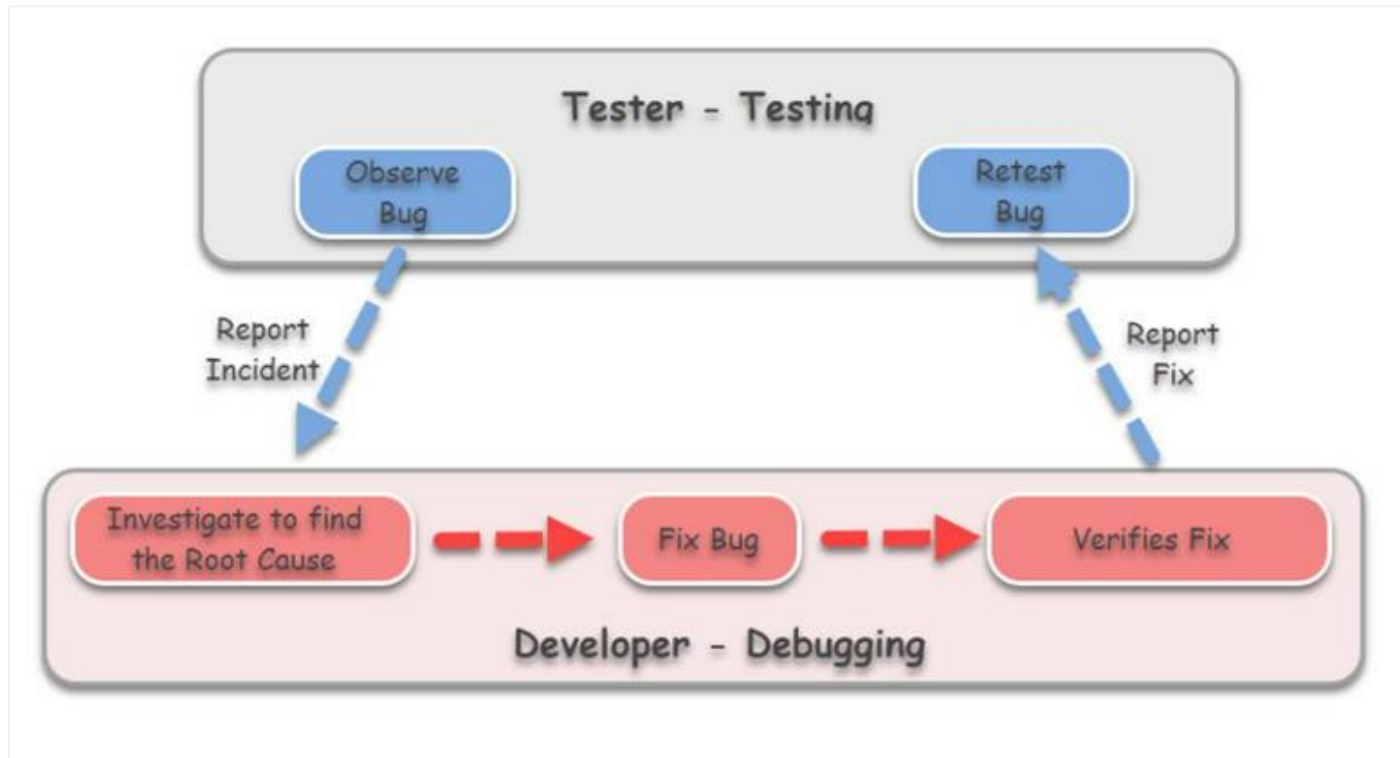 Tester - Testing
Observe
Bug
Retest
Bug
Report
Incident
Report
Fix
Investigate to find
the Root Cause
Fix Bug
Verifies Fix
Developer - Debugging